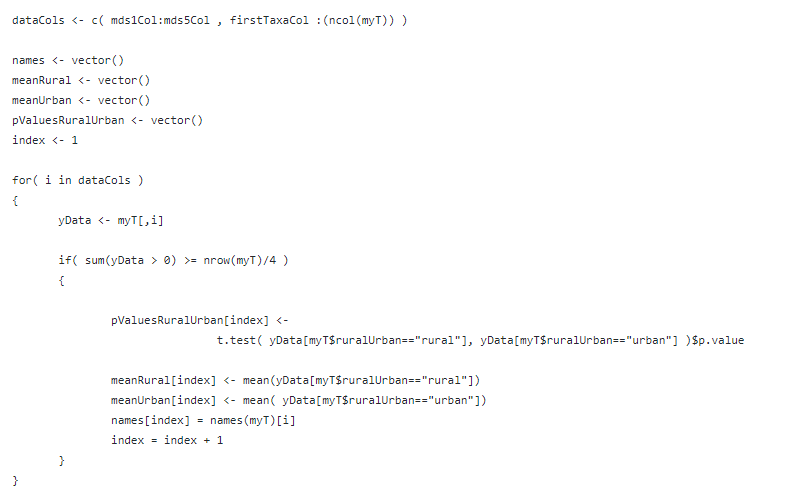 dataCols <- c( mds1Col:mds5Col , firstTaxaCol :(ncol(myT)) )
names <- vector()
meanRural <- vector()
meanUrban <- vector()
pValuesRuralUrban <- vector()
index <- 1
for( i in dataCols )
{
yData <- myT[,i]
if( sum(yData > 0) >= nrow(myT)/4 )
{
pValuesRuralUrban[index] <-
t.test( yData[myT$ruralUrban=="rural"], yData[myT$ruralUrban=="urban"] )$p.value
meanRural[index] <- mean(yData[myT$ruralUrban=="rural"])
meanUrban[index] <- mean( yData[myT$ruralUrban=="urban"])
names[index] = names(myT)[i]
index = index + 1
}
}